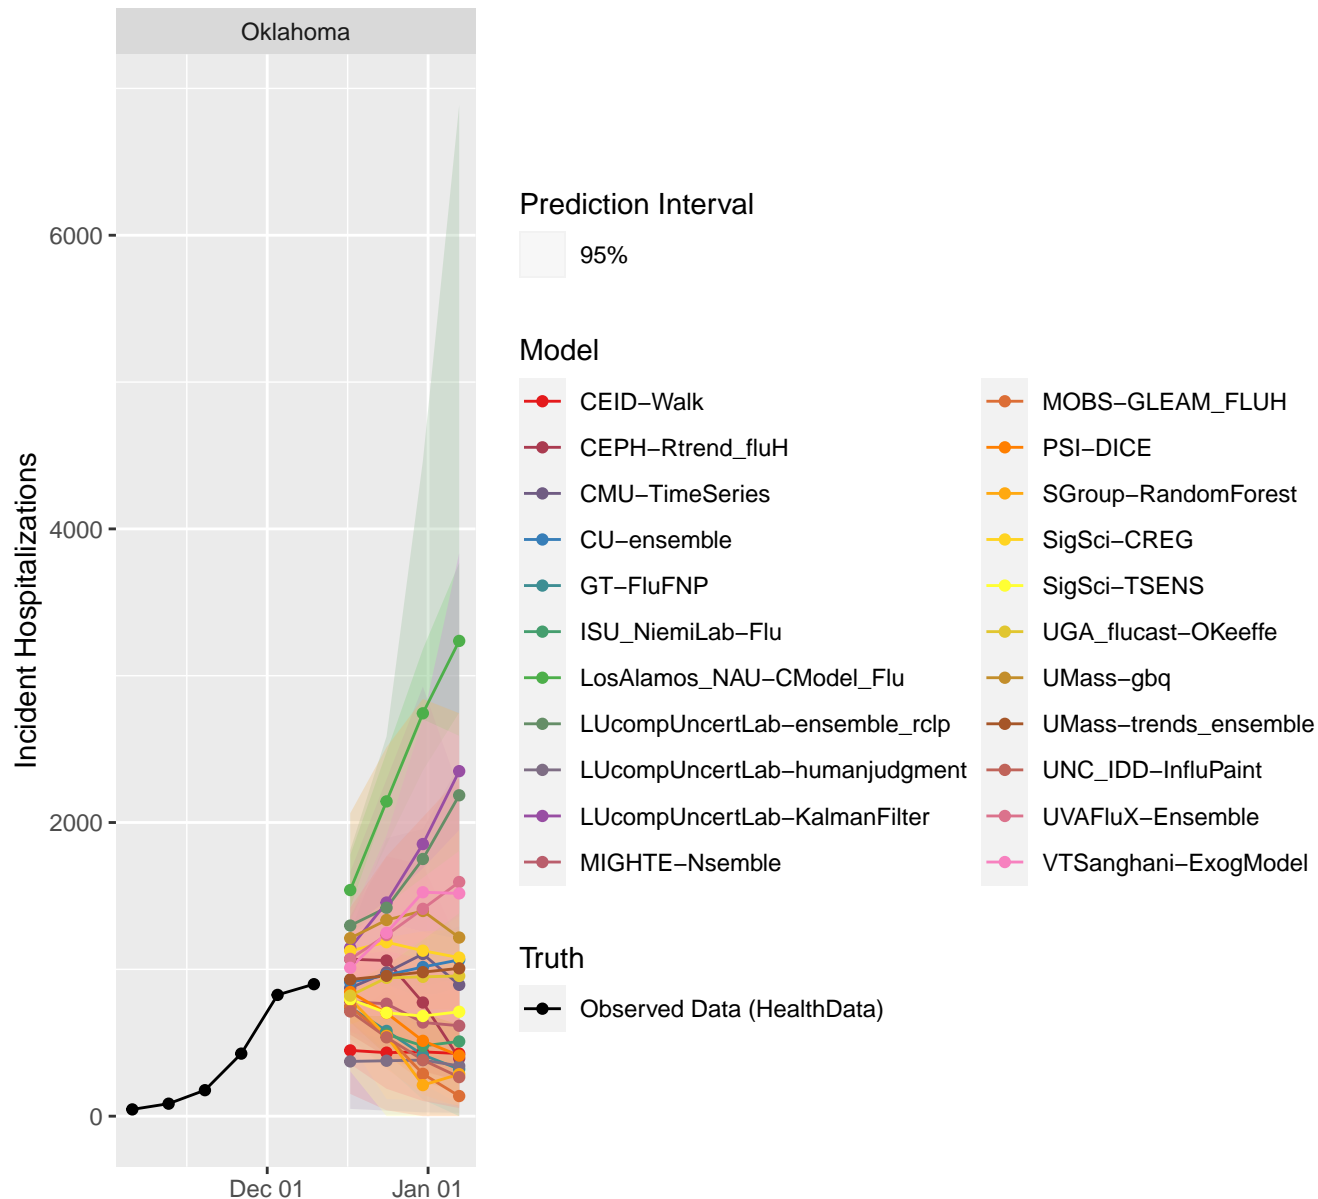 Oklahoma
6000
4000
2000
0
Incident Hospitalizations
Dec 01
Jan 01
Prediction Interval
95%
Model
CEID−Walk
CEPH−Rtrend_fluH
CMU−TimeSeries
CU−ensemble
GT−FluFNP
ISU_NiemiLab−Flu
LosAlamos_NAU−CModel_Flu
LUcompUncertLab−ensemble_rclp
LUcompUncertLab−humanjudgment
LUcompUncertLab−KalmanFilter
MIGHTE−Nsemble
MOBS−GLEAM_FLUH
PSI−DICE
SGroup−RandomForest
SigSci−CREG
SigSci−TSENS
UGA_flucast−OKeeffe
UMass−gbq
UMass−trends_ensemble
UNC_IDD−InfluPaint
UVAFluX−Ensemble
VTSanghani−ExogModel
Truth
Observed Data (HealthData)